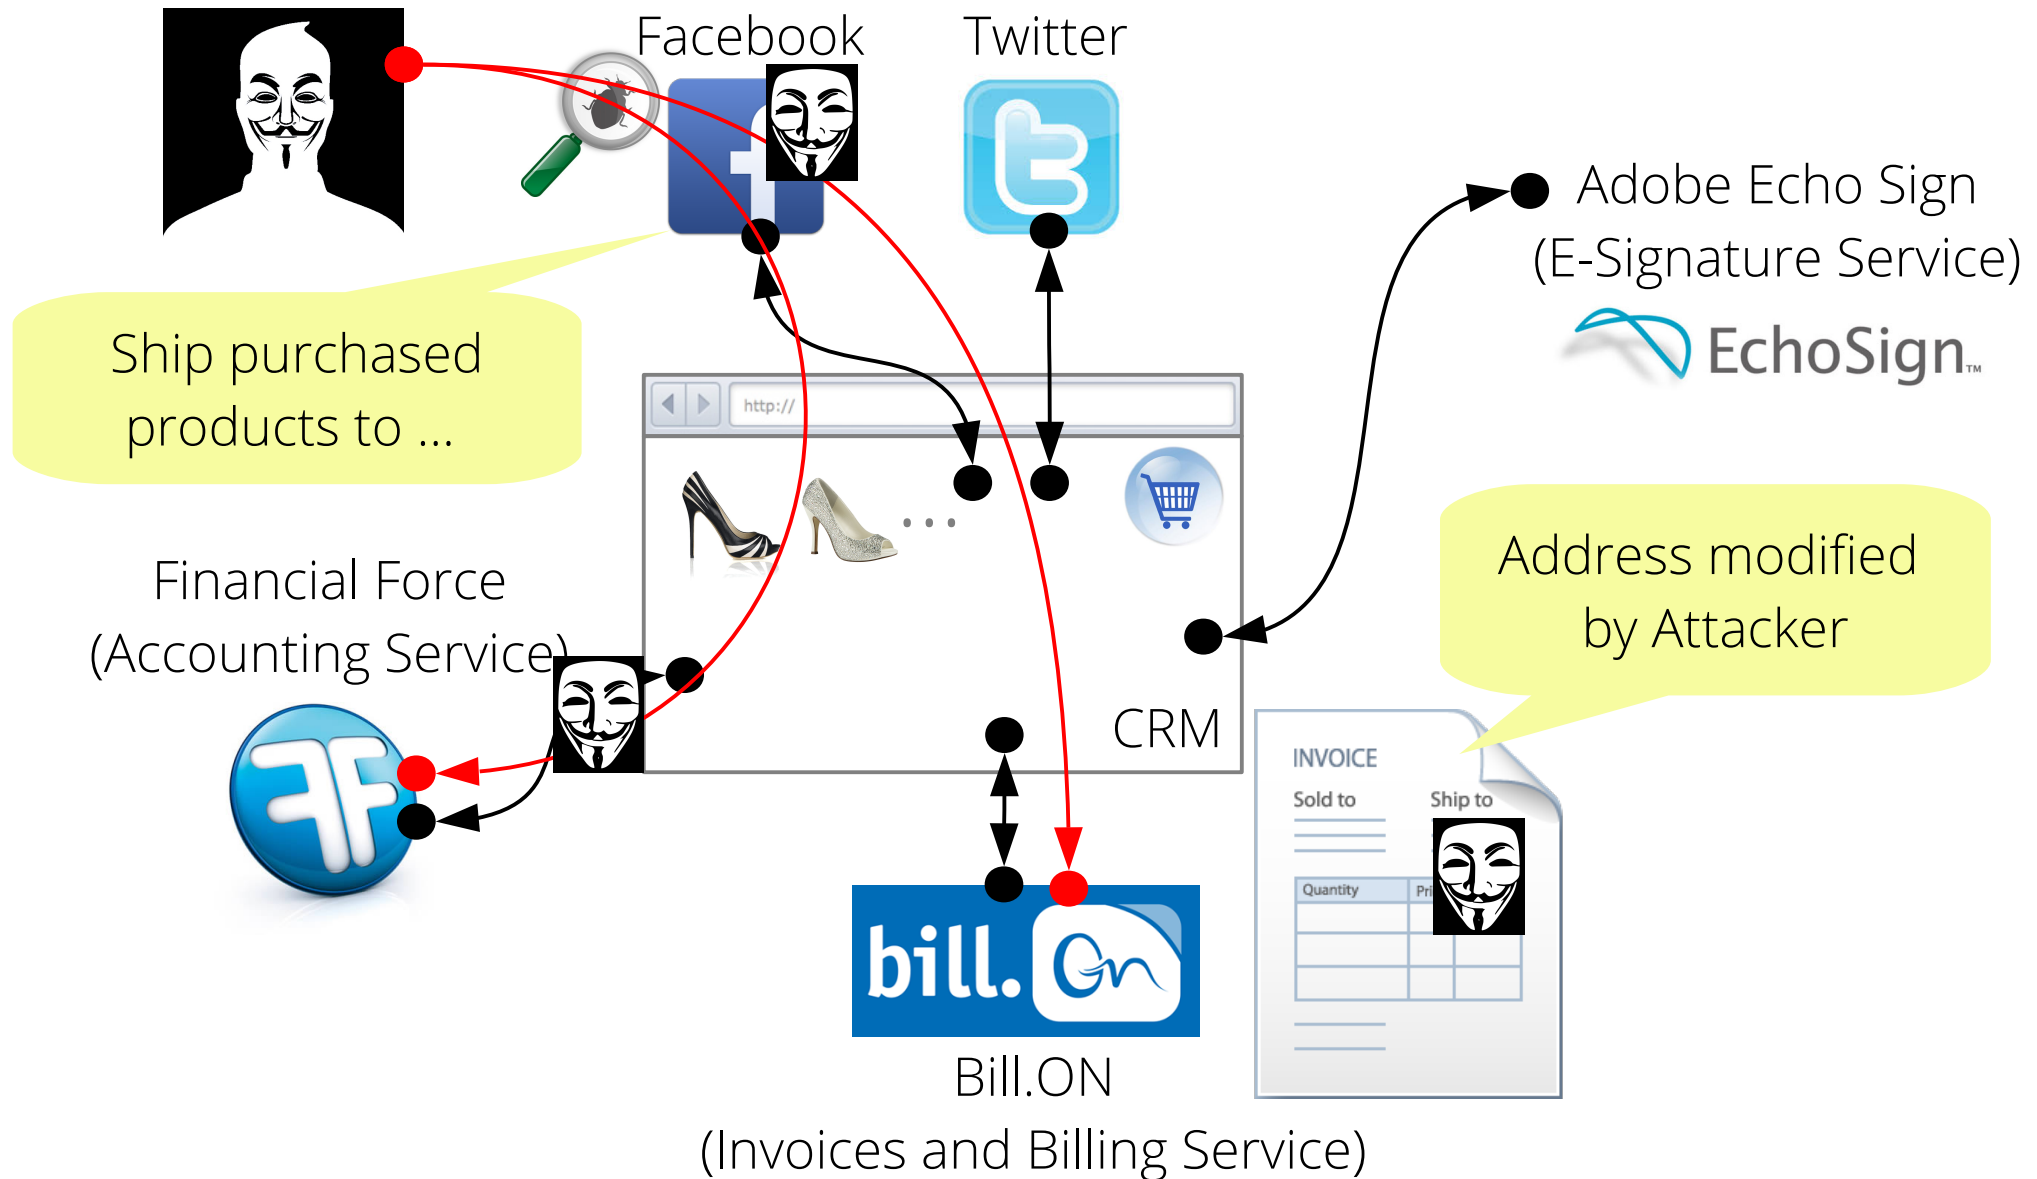 Facebook
Twitter
Adobe Echo Sign
(E-Signature Service)
EchoSign™
Ship purchased
products to ...
http://
...
Financial Force
(Accounting Service)
Address modified
by Attacker
CRM
INVOICE
Sold to
Ship to
Quantity
bill.On
Bill.ON
(Invoices and Billing Service)